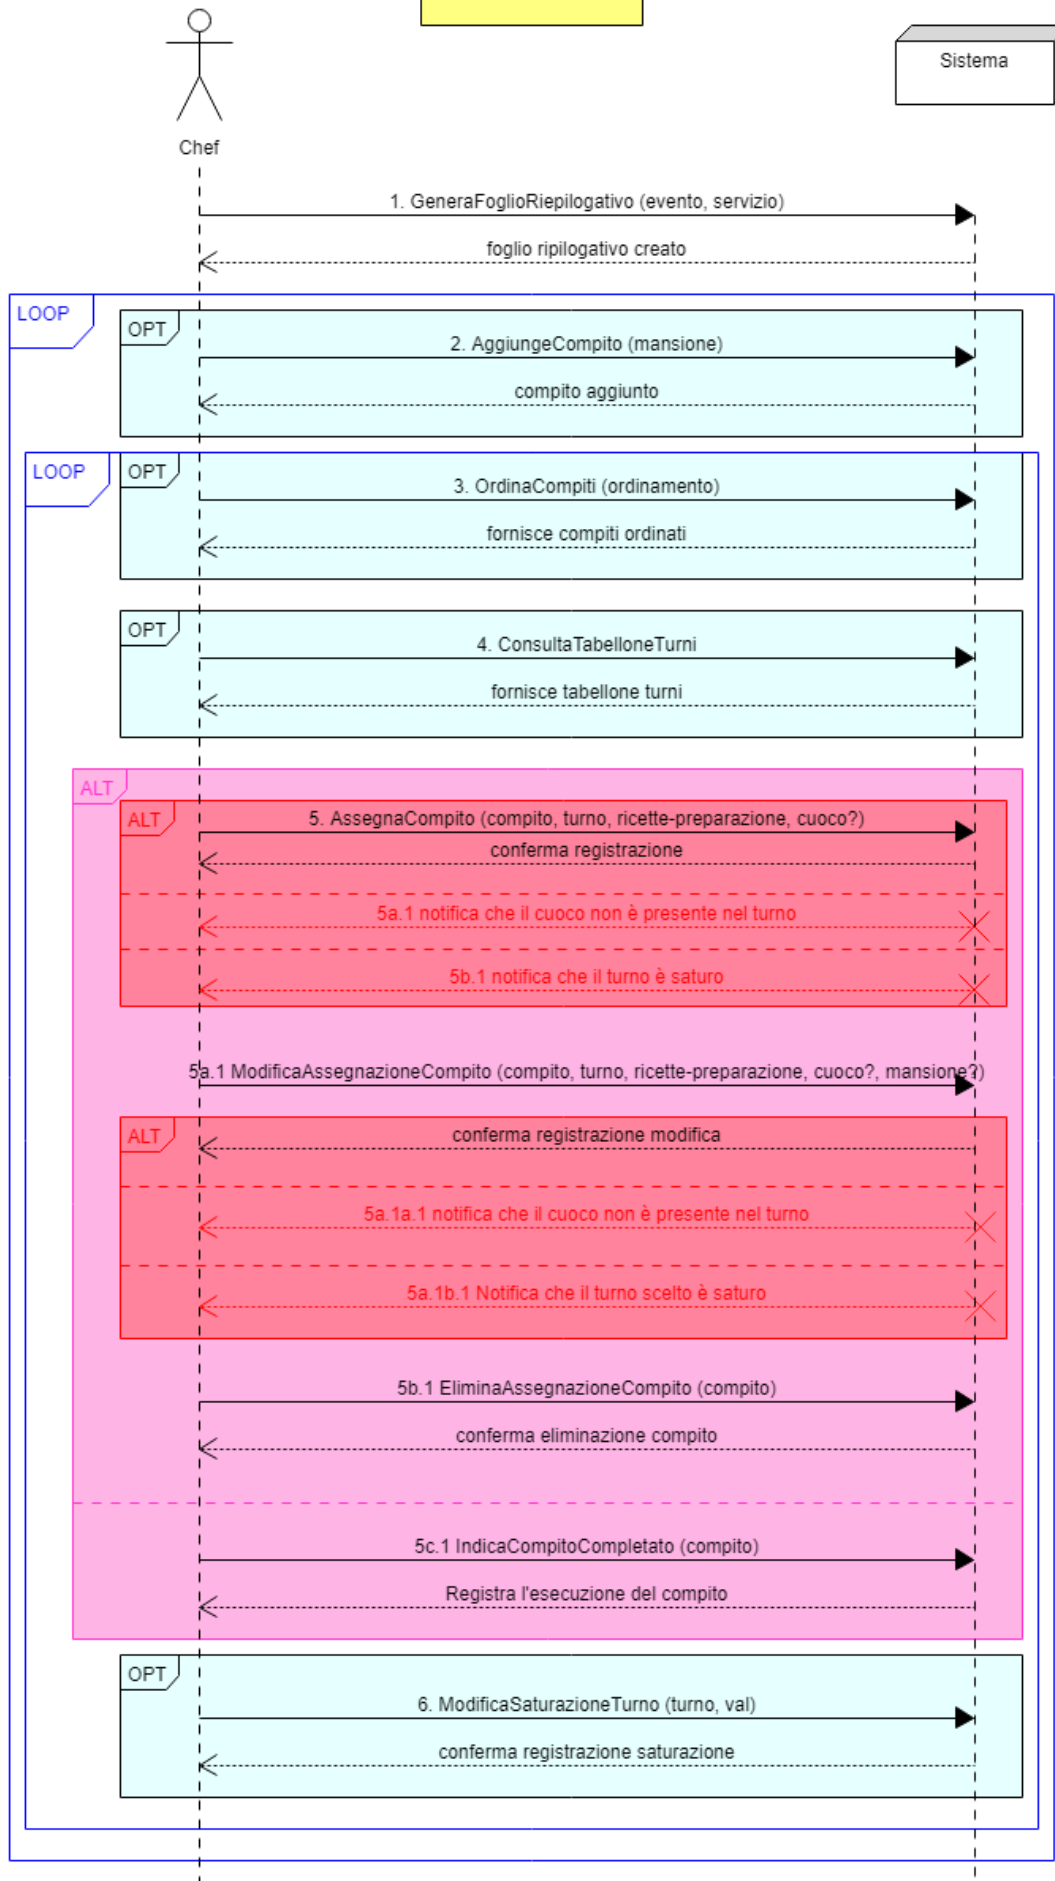 Sistema
Chef
1. GeneraFoglioRiepilogativo (evento, servizio)
foglio ripilogativo creato
LOOP
OPT
2. AggiungeCompito (mansione)
compito aggiunto
LOOP
OPT
3. OrdinaCompiti (ordinamento)
fornisce compiti ordinati
OPT
4. ConsultaTabelloneTurni
fornisce tabellone turni
ALT
ALT
5. AssegnaCompito (compito, turno, ricette-preparazione, cuoco?)
conferma registrazione
5a.1 notifica che il cuoco non è presente nel turno
5b.1 notifica che il turno è saturo
5a.1 ModificaAssegnazioneCompito (compito, turno, ricette-preparazione, cuoco?, mansione?)
ALT
conferma registrazione modifica
5a.1a.1 notifica che il cuoco non è presente nel turno
5a.1b.1 Notifica che il turno scelto è saturo
5b.1 EliminaAssegnazioneCompito (compito)
conferma eliminazione compito
5c.1 IndicaCompitoCompletato (compito)
Registra l'esecuzione del compito
OPT
6. ModificaSaturazioneTurno (turno, val)
conferma registrazione saturazione